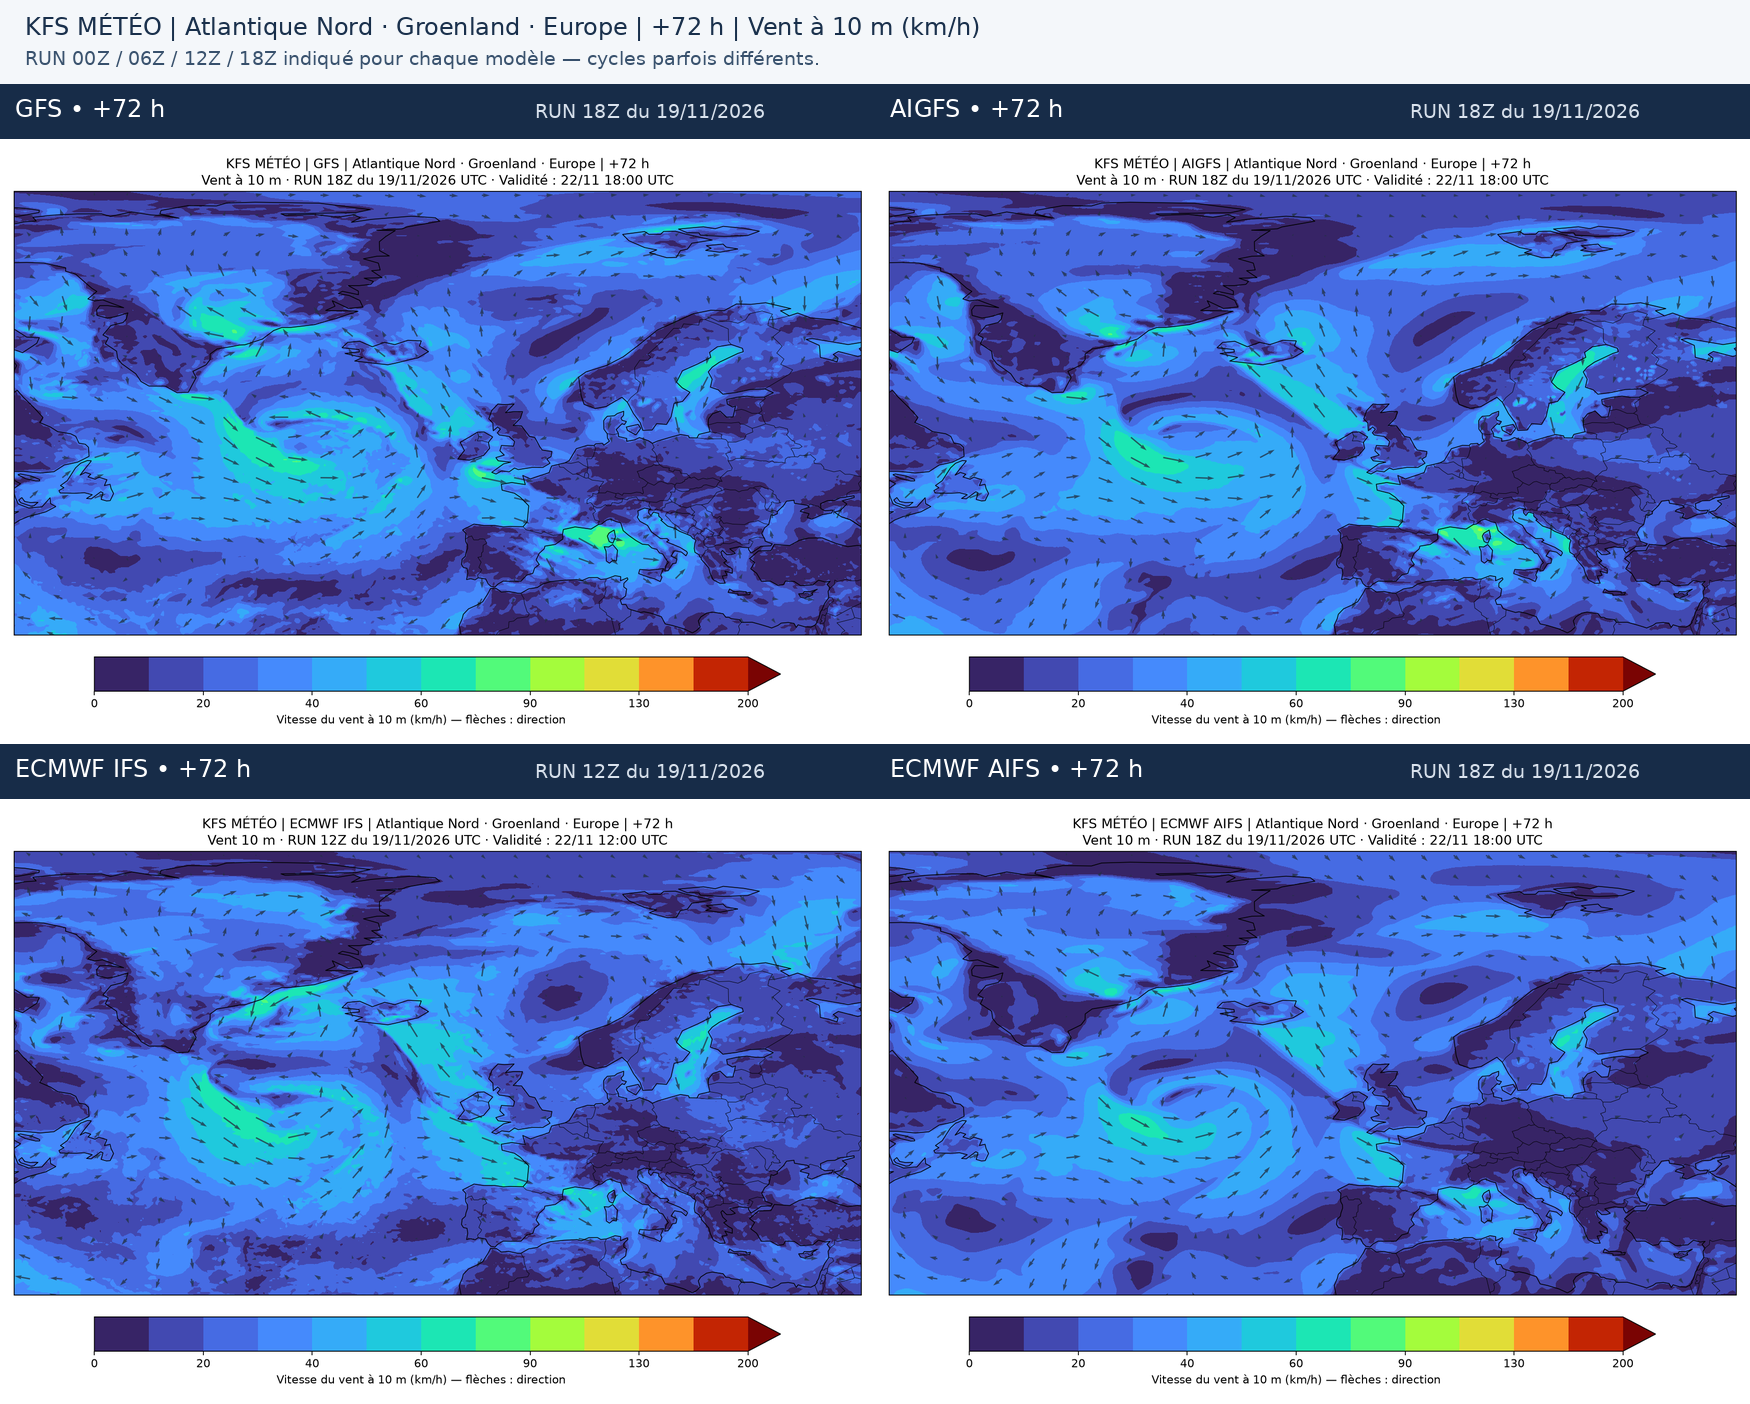 KFS MÉTÉO | Atlantique Nord · Groenland · Europe | +72 h | Vent à 10 m (km/h)
RUN 00Z / 06Z / 12Z / 18Z indiqué pour chaque modèle — cycles parfois différents.
GFS • +72 h
RUN 18Z du 19/11/2026
KFS MÉTÉO | GFS | Atlantique Nord · Groenland · Europe | +72 h
Vent à 10 m · RUN 18Z du 19/11/2026 UTC · Validité : 22/11 18:00 UTC
0 20 40 60 90 130 200
Vitesse du vent à 10 m (km/h) — flèches : direction
AIGFS • +72 h
RUN 18Z du 19/11/2026
KFS MÉTÉO | AIGFS | Atlantique Nord · Groenland · Europe | +72 h
Vent à 10 m · RUN 18Z du 19/11/2026 UTC · Validité : 22/11 18:00 UTC
0 20 40 60 90 130 200
Vitesse du vent à 10 m (km/h) — flèches : direction
ECMWF IFS • +72 h
RUN 12Z du 19/11/2026
KFS MÉTÉO | ECMWF IFS | Atlantique Nord · Groenland · Europe | +72 h
Vent 10 m · RUN 12Z du 19/11/2026 UTC · Validité : 22/11 12:00 UTC
0 20 40 60 90 130 200
Vitesse du vent à 10 m (km/h) — flèches : direction
ECMWF AIFS • +72 h
RUN 18Z du 19/11/2026
KFS MÉTÉO | ECMWF AIFS | Atlantique Nord · Groenland · Europe | +72 h
Vent 10 m · RUN 18Z du 19/11/2026 UTC · Validité : 22/11 18:00 UTC
0 20 40 60 90 130 200
Vitesse du vent à 10 m (km/h) — flèches : direction